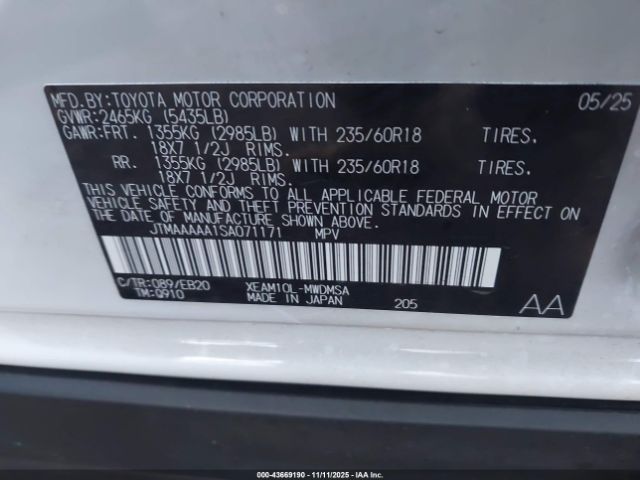 MFD.BY:TOYOTA MOTOR CORPORATION 05/25
GVWR:2465KG (5435LB)
GAWR:FRT. 1355KG (2985LB) WITH 235/60R18 TIRES.
18X7 1/2J RIMS.
RR. 1355KG (2985LB) WITH 235/60R18 TIRES.
18X7 1/2J RIMS.
THIS VEHICLE CONFORMS TO ALL APPLICABLE FEDERAL MOTOR
VEHICLE SAFETY AND THEFT PREVENTION STANDARDS IN EFFECT ON
THE DATE OF MANUFACTURE SHOWN ABOVE.
JTMAAAAA1SA071171 MPV
C/TR:089/EB20 XEAM10L-MWDMSA
TM:Q910 MADE IN JAPAN 205 AA
000-43669190 - 11/11/2025 - IAA Inc.